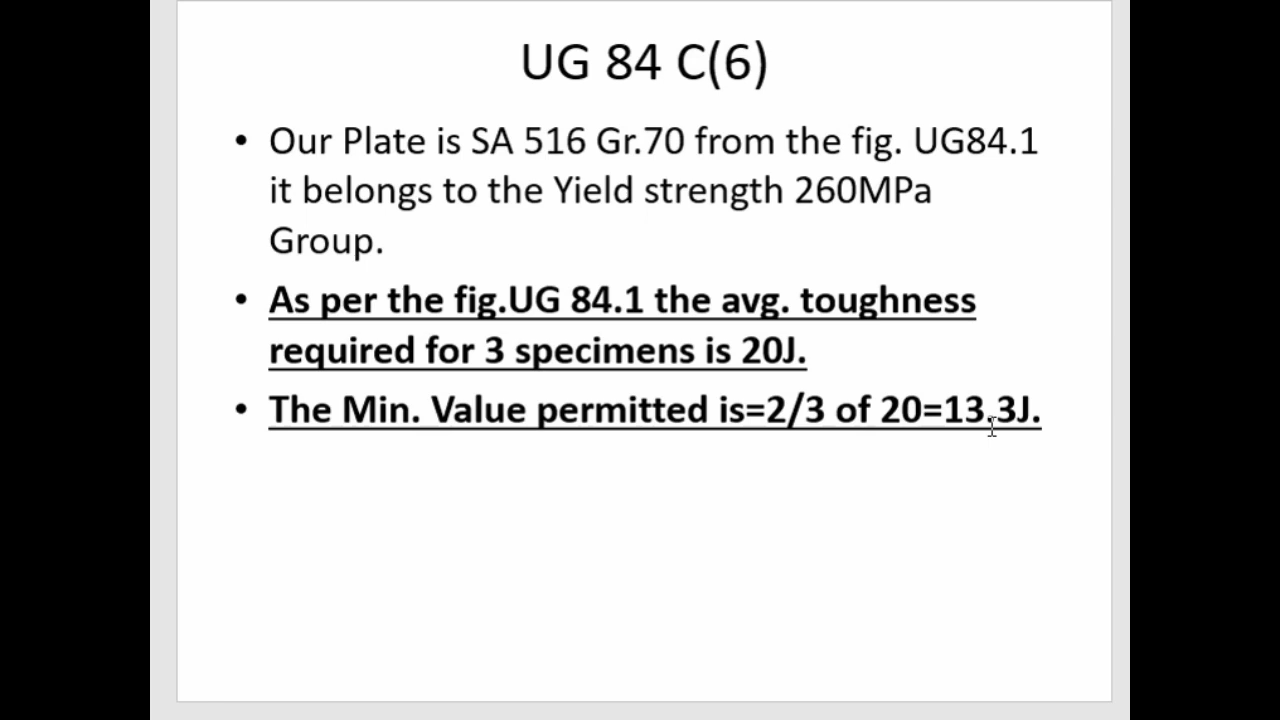 UG 84 C(6)
• Our Plate is SA 516 Gr.70 from the fig. UG84.1
it belongs to the Yield strength 260MPa
Group.
• As per the fig.UG 84.1 the avg. toughness
required for 3 specimens is 20J.
• The Min. Value permitted is=2/3 of 20=13.3J.